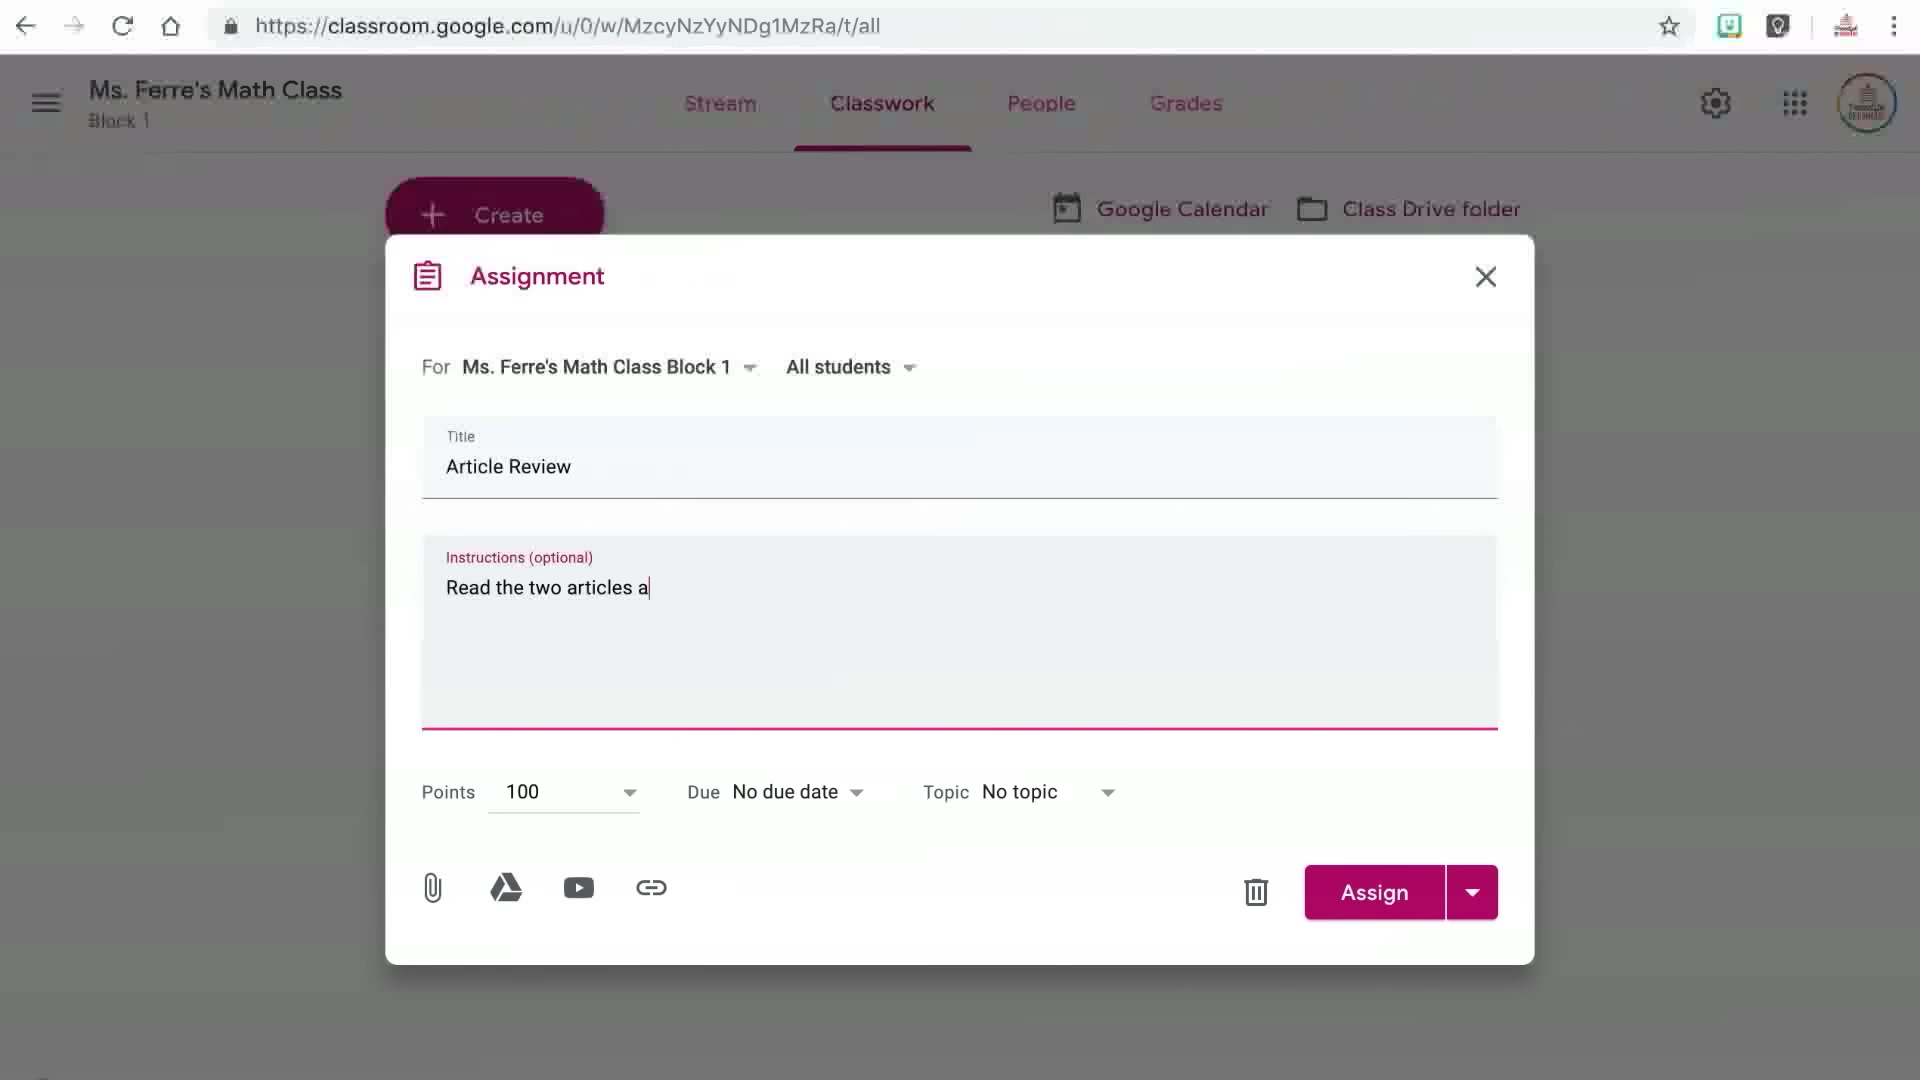 https://classroom.google.com/u/0/w/MzcyNzYyNDg1MzRa/t/all
Ms. Ferre's Math Class
Block 1
Stream
Classwork
People
Grades
Create
Google Calendar
Class Drive folder
Assignment
For Ms. Ferre's Math Class Block 1
All students
Title
Article Review
Instructions (optional)
Read the two articles a
Points 100
Due No due date
Topic No topic
Assign